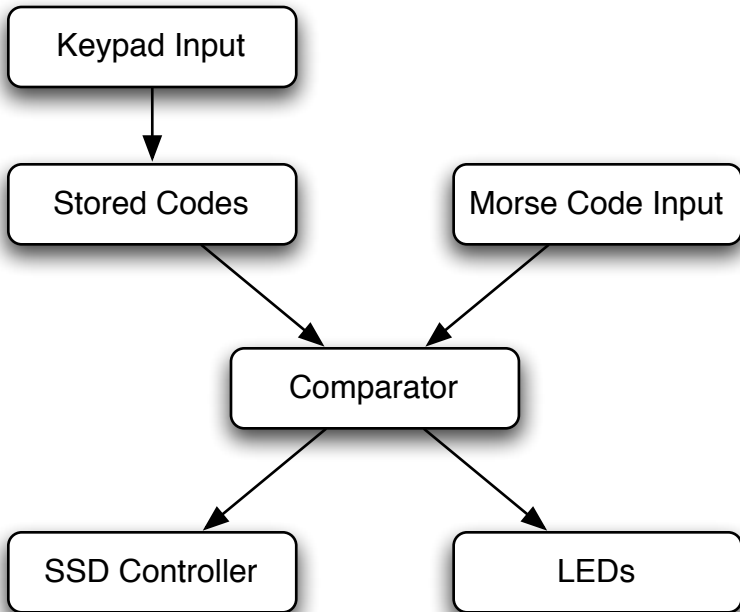 Keypad Input
Stored Codes
Morse Code Input
Comparator
SSD Controller
LEDs